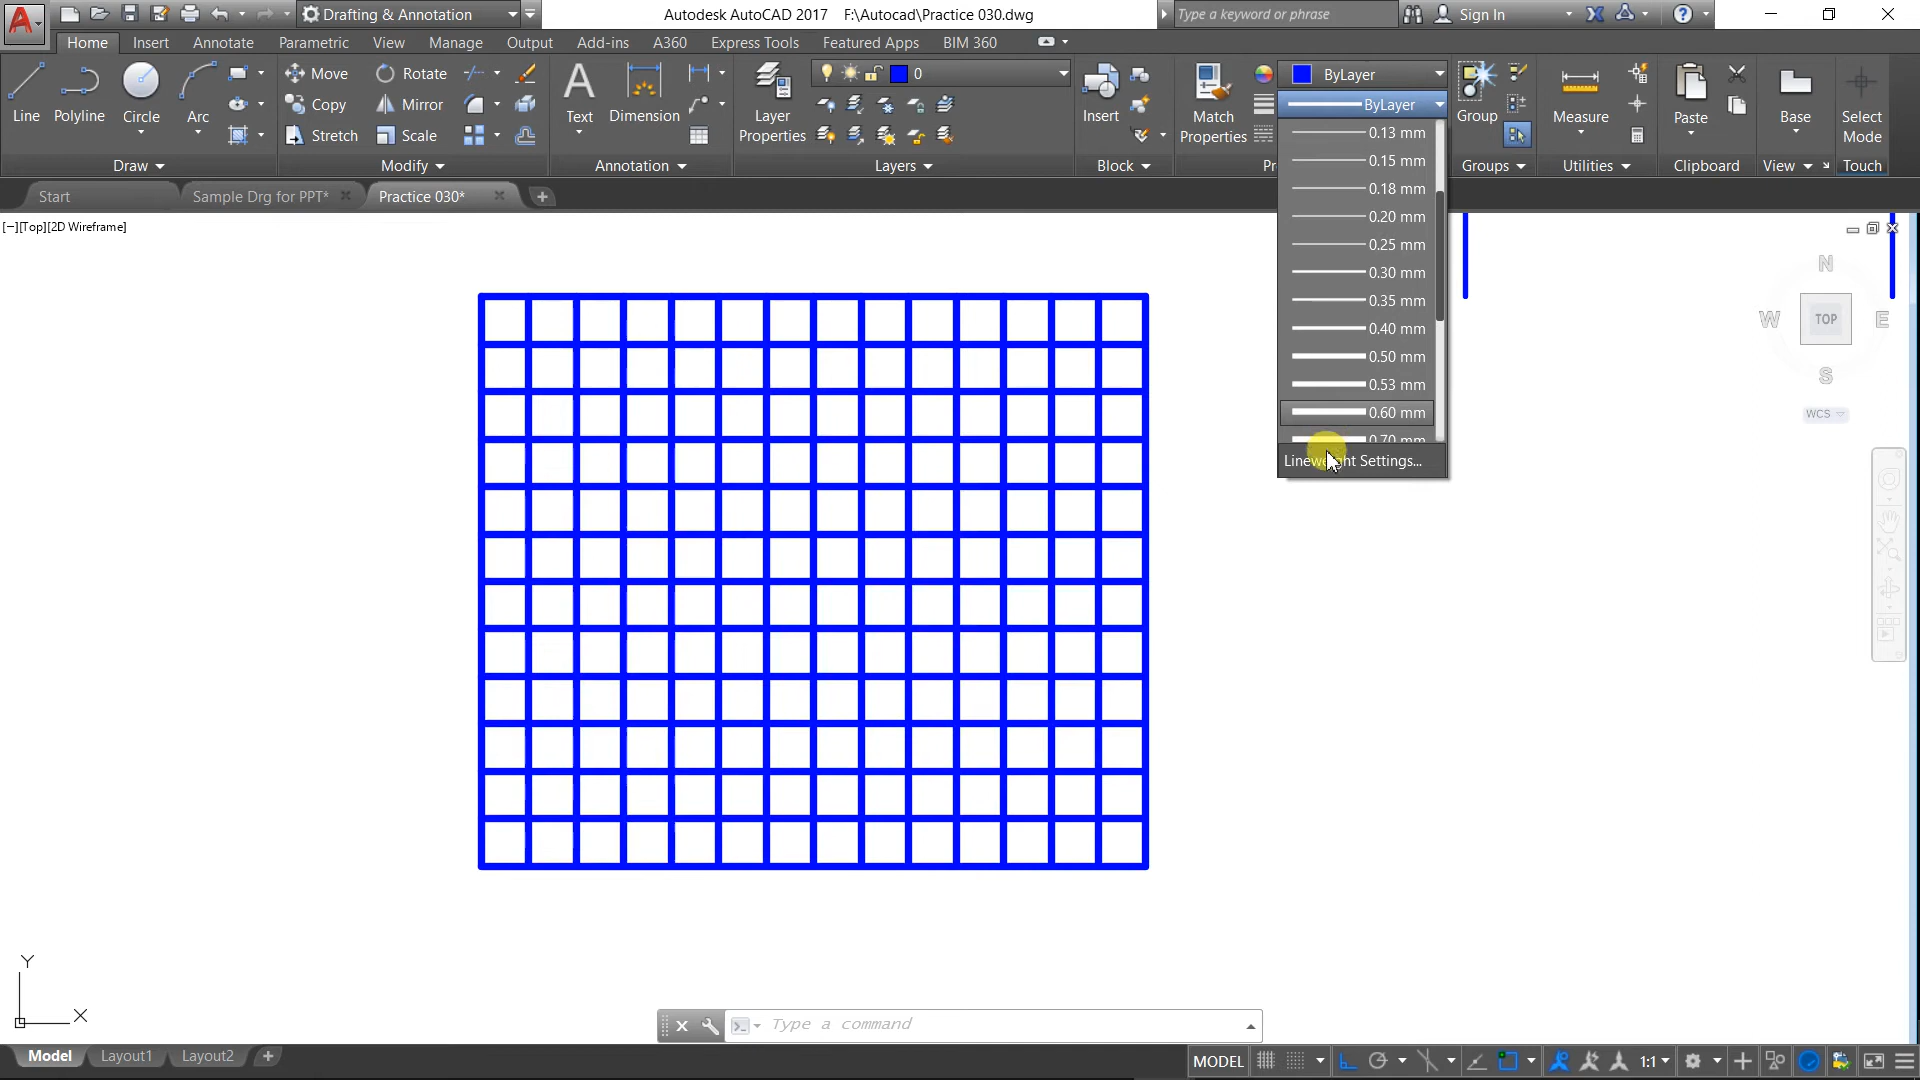 Drafting & Annotation
Autodesk AutoCAD 2017 F:\Autocad\Practice 030.dwg
Type a keyword or phrase
Sign In
Home Insert Annotate Parametric View Manage Output Add-ins A360 Express Tools Featured Apps BIM 360
Line Polyline Circle Arc
Draw
Move Rotate
Copy Mirror
Stretch Scale
Modify
Text Dimension
Annotation
Layer
Properties
0
Layers
Insert
Block
Match
Properties
ByLayer
ByLayer
0.13 mm
0.15 mm
0.18 mm
0.20 mm
0.25 mm
0.30 mm
0.35 mm
0.40 mm
0.50 mm
0.53 mm
0.60 mm
0.70 mm
Lineweight Settings...
Group
Groups
Measure
Utilities
Paste
Clipboard
Base
View
Select
Mode
Touch
Start Sample Drg for PPT* Practice 030*
[−][Top][2D Wireframe]
N
W TOP E
S
WCS
Y
X
Type a command
Model Layout1 Layout2
MODEL 1:1